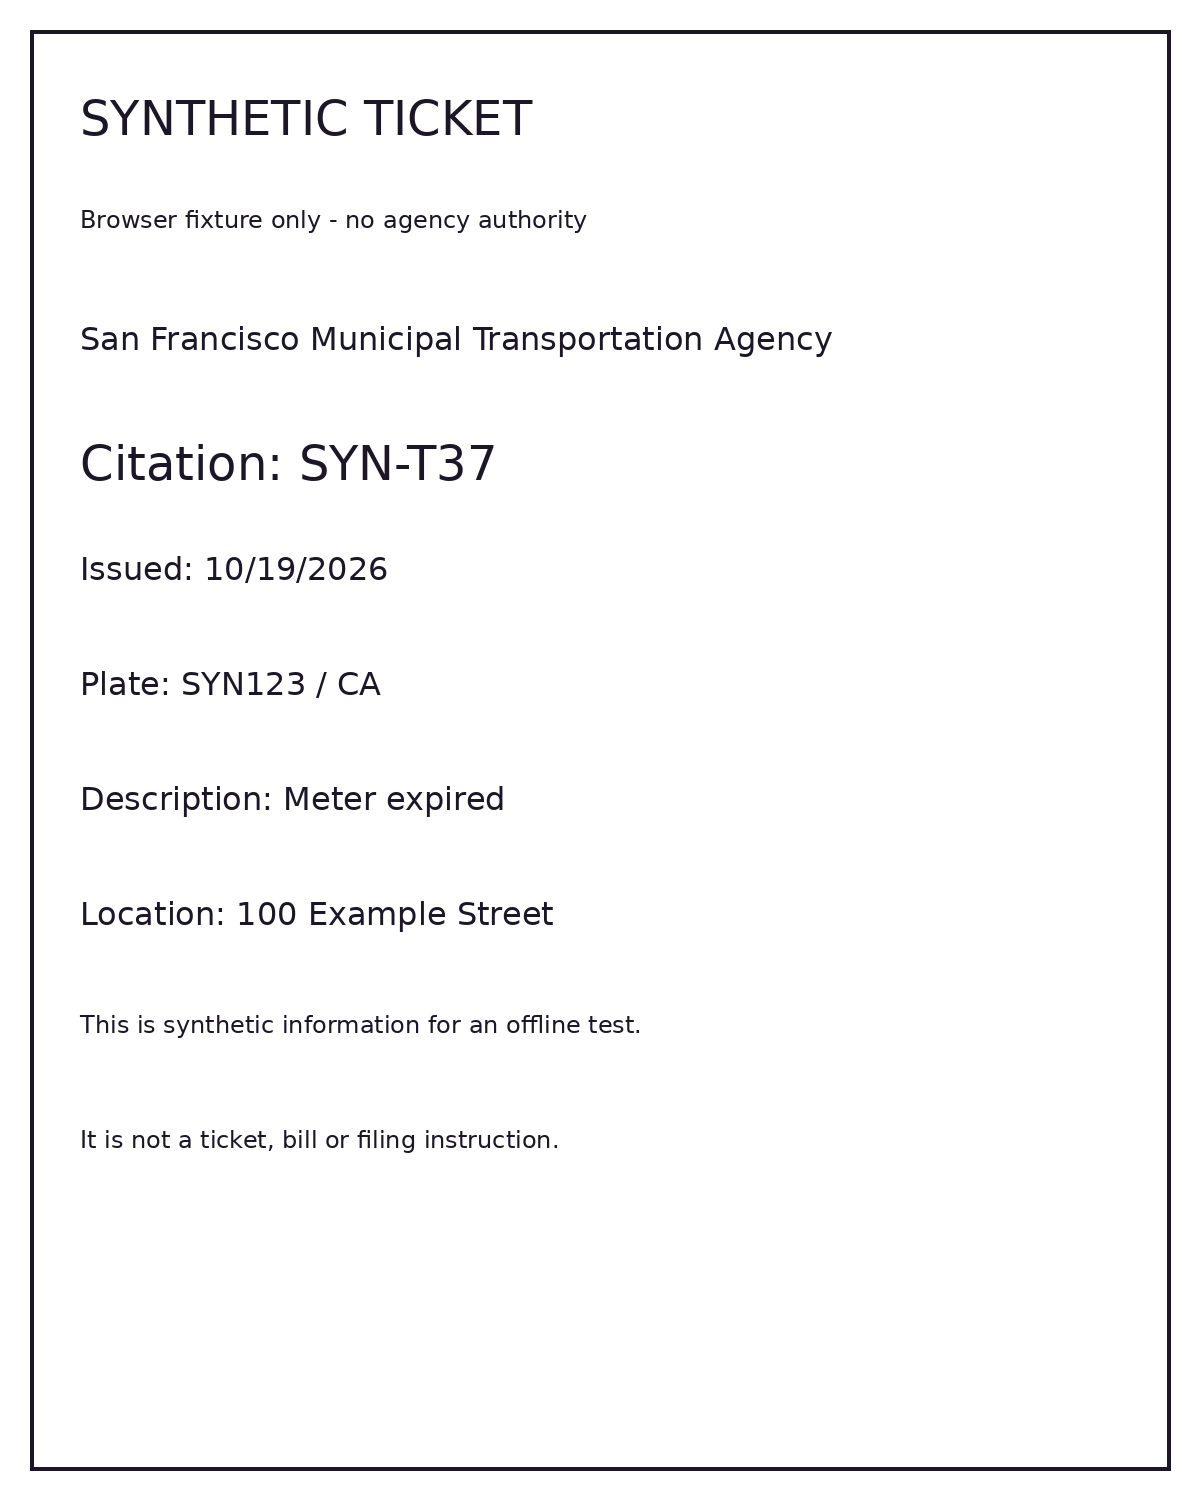 SYNTHETIC TICKET
Browser fixture only - no agency authority
San Francisco Municipal Transportation Agency
Citation: SYN-T37
Issued: 10/19/2026
Plate: SYN123 / CA
Description: Meter expired
Location: 100 Example Street
This is synthetic information for an offline test.
It is not a ticket, bill or filing instruction.